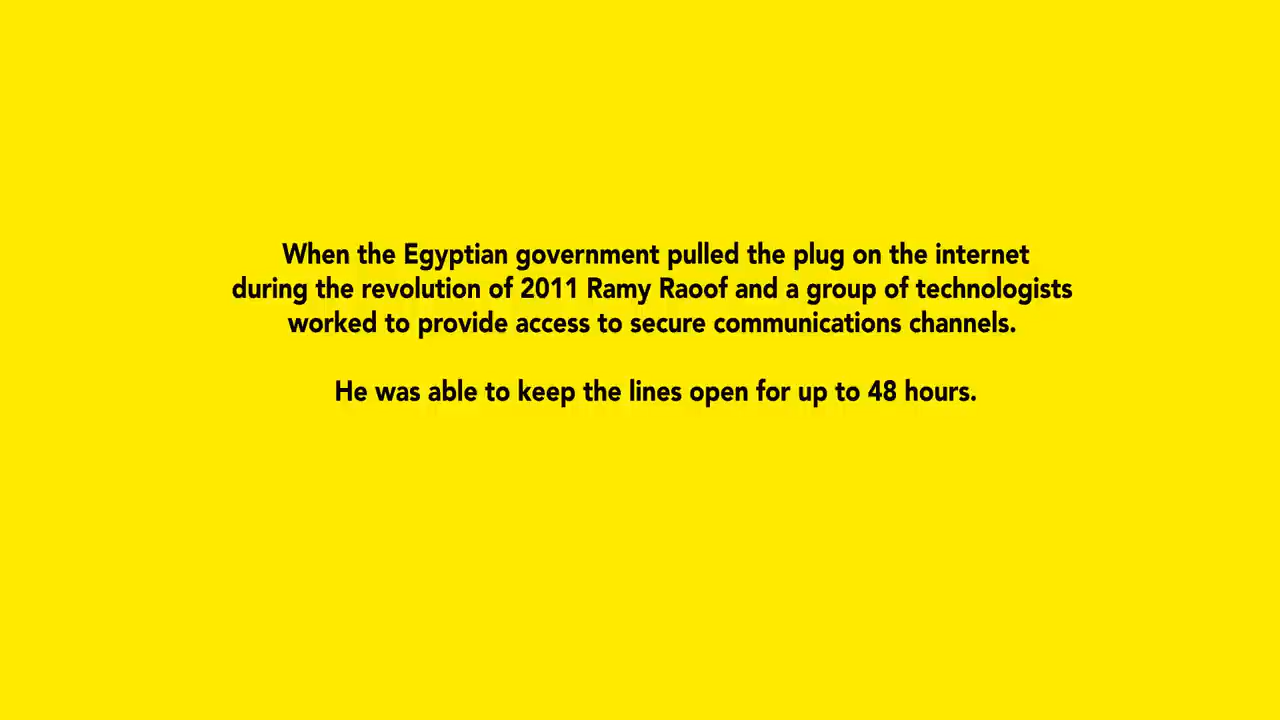 When the Egyptian government pulled the plug on the internet
during the revolution of 2011 Ramy Raoof and a group of technologists
worked to provide access to secure communications channels.
He was able to keep the lines open for up to 48 hours.